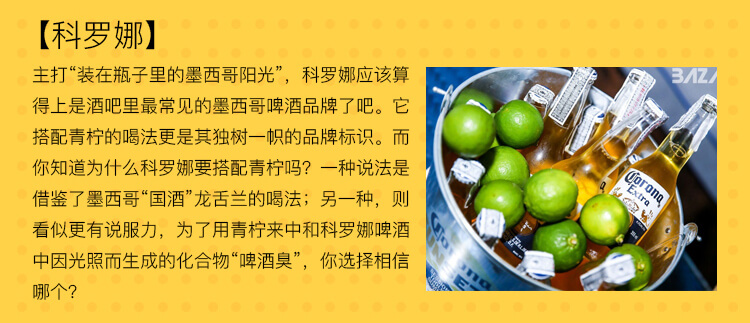 【科罗娜】
主打“装在瓶子里的墨西哥阳光”，科罗娜应该算
得上是酒吧里最常见的墨西哥啤酒品牌了吧。它
搭配青柠的喝法更是其独树一帜的品牌标识。而
你知道为什么科罗娜要搭配青柠吗？一种说法是
借鉴了墨西哥“国酒”龙舌兰的喝法；另一种，则
看似更有说服力，为了用青柠来中和科罗娜啤酒
中因光照而生成的化合物“啤酒臭”，你选择相信
哪个？
BAZA
Corona
Extra